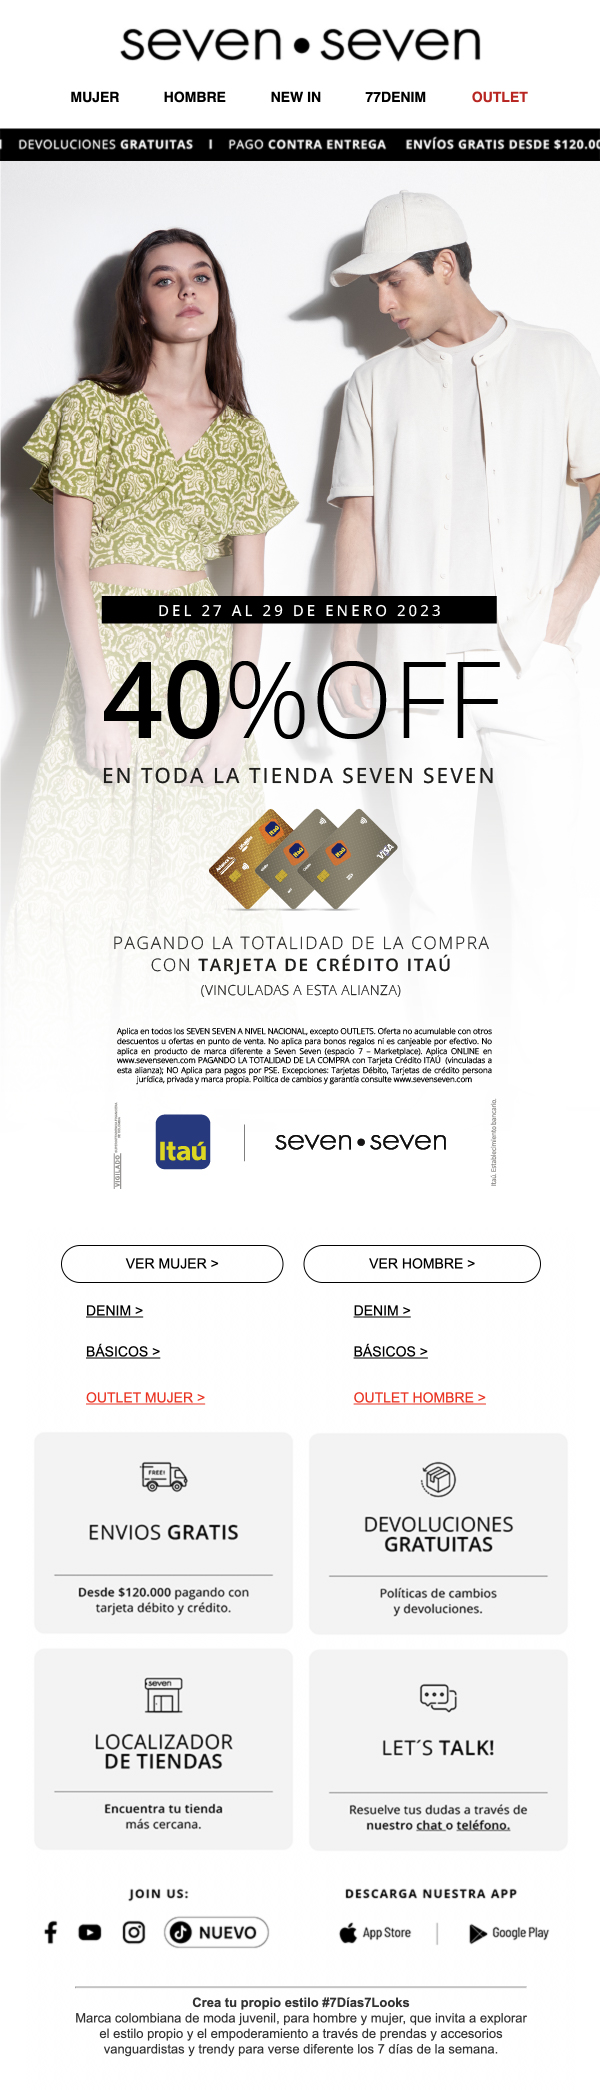 seven • seven
MUJER HOMBRE NEW IN 77DENIM OUTLET
DEVOLUCIONES GRATUITAS I PAGO CONTRA ENTREGA ENVÍOS GRATIS DESDE $120.00
DEL 27 AL 29 DE ENERO 2023
40%OFF
EN TODA LA TIENDA SEVEN SEVEN
Itaú
Itaú
Itaú
VISA
PAGANDO LA TOTALIDAD DE LA COMPRA
CON TARJETA DE CRÉDITO ITAÚ
(VINCULADAS A ESTA ALIANZA)
Aplica en todos los SEVEN SEVEN A NIVEL NACIONAL, excepto OUTLETS. Oferta no acumulable con otros
descuentos u ofertas en punto de venta. No aplica para bonos regalos ni es canjeable por efectivo. No
aplica en producto de marca diferente a Seven Seven (espacio 7 – Marketplace). Aplica ONLINE en
www.sevenseven.com PAGANDO LA TOTALIDAD DE LA COMPRA con Tarjeta Crédito ITAÚ (vinculadas a
esta alianza); NO Aplica para pagos por PSE. Excepciones: Tarjetas Débito, Tarjetas de crédito persona
jurídica, privada y marca propia. Política de cambios y garantía consulte www.sevenseven.com
VIGILADO
Itaú
seven • seven
Itaú. Establecimiento bancario.
VER MUJER > VER HOMBRE >
DENIM > DENIM >
BÁSICOS > BÁSICOS >
OUTLET MUJER > OUTLET HOMBRE >
FREE!
ENVIOS GRATIS
Desde $120.000 pagando con
tarjeta débito y crédito.
DEVOLUCIONES
GRATUITAS
Políticas de cambios
y devoluciones.
seven
LOCALIZADOR
DE TIENDAS
Encuentra tu tienda
más cercana.
LET´S TALK!
Resuelve tus dudas a través de
nuestro chat o teléfono.
JOIN US:
NUEVO
DESCARGA NUESTRA APP
App Store Google Play
Crea tu propio estilo #7Días7Looks
Marca colombiana de moda juvenil, para hombre y mujer, que invita a explorar
el estilo propio y el empoderamiento a través de prendas y accesorios
vanguardistas y trendy para verse diferente los 7 días de la semana.